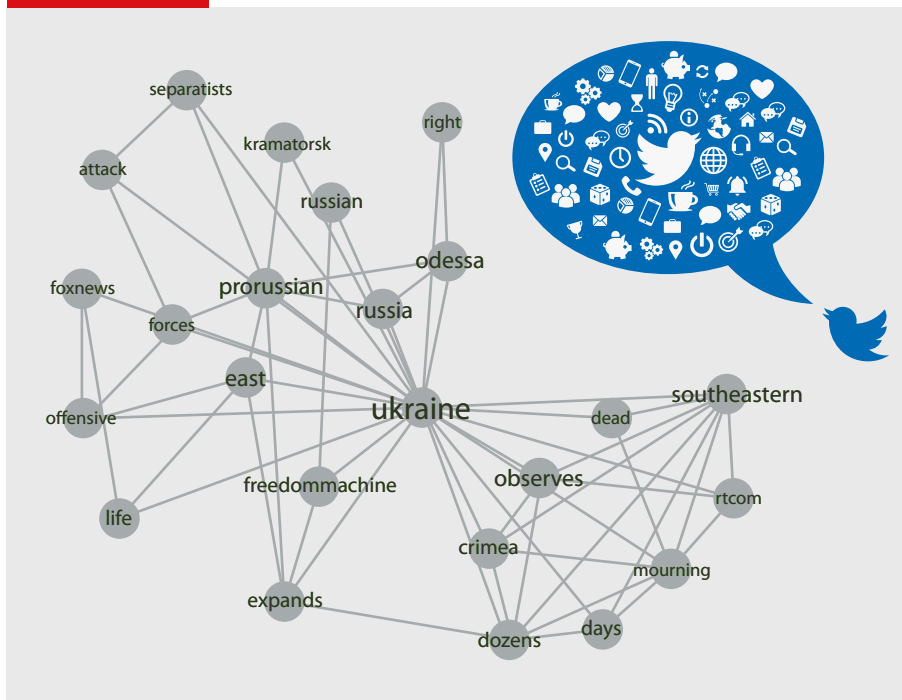 separatists
right
kramatorsk
attack
russian
odessa
prorussian
foxnews
russia
forces
east
southeastern
ukraine
offensive
dead
observes
freedommachine
rtcom
life
crimea
mourning
expands
days
dozens